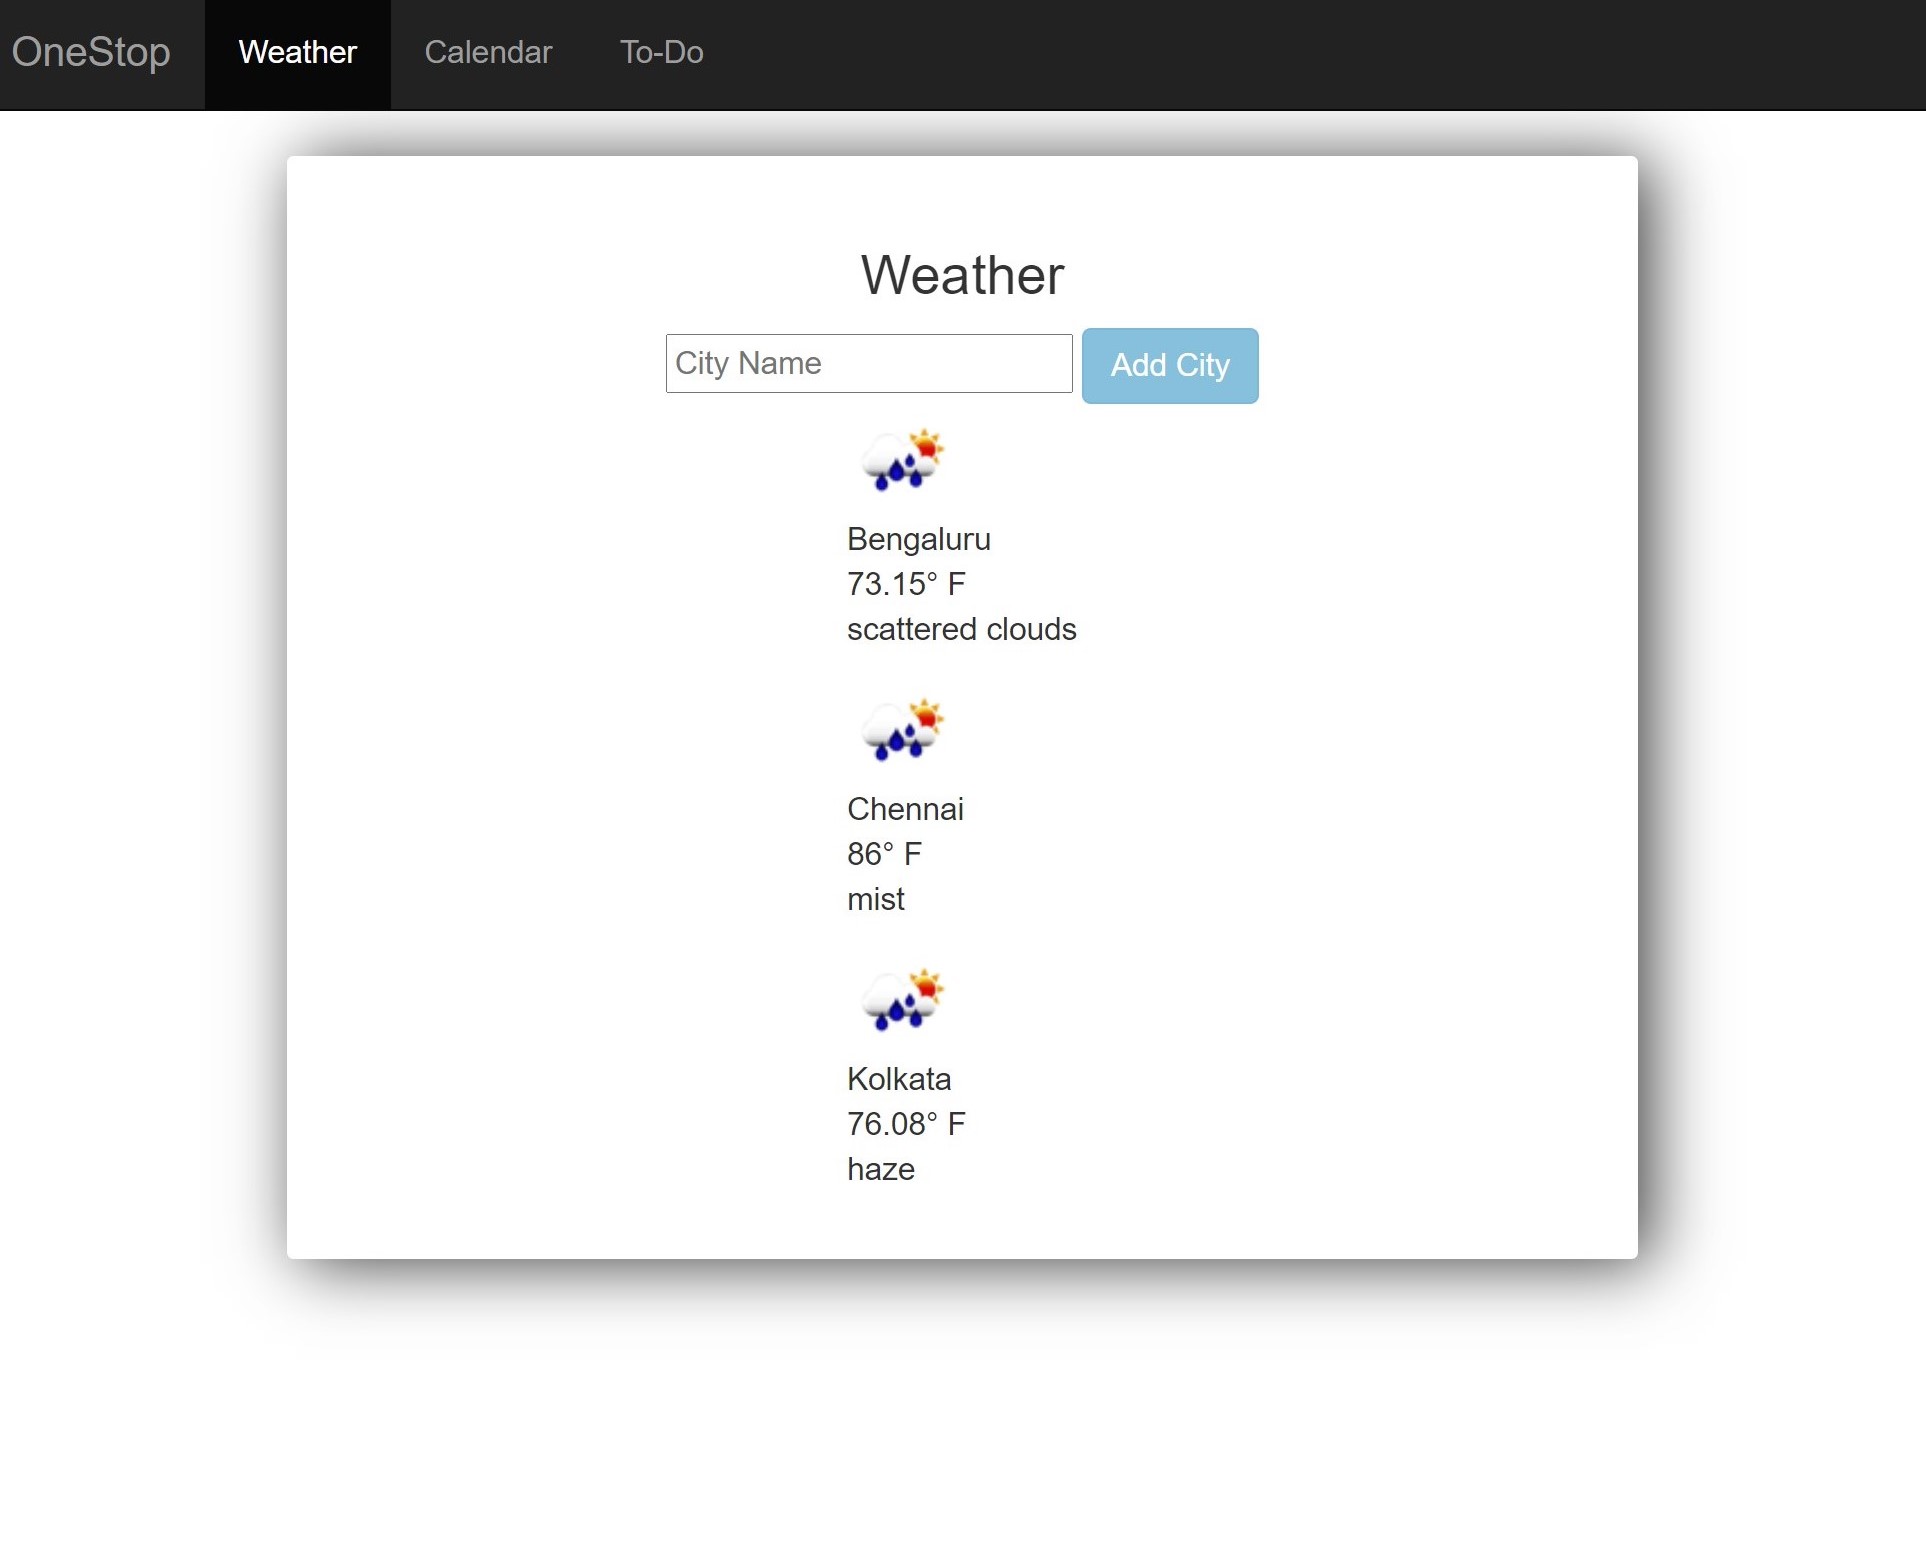 OneStop Weather Calendar To-Do
Weather
City Name Add City
Bengaluru
73.15° F
scattered clouds
Chennai
86° F
mist
Kolkata
76.08° F
haze